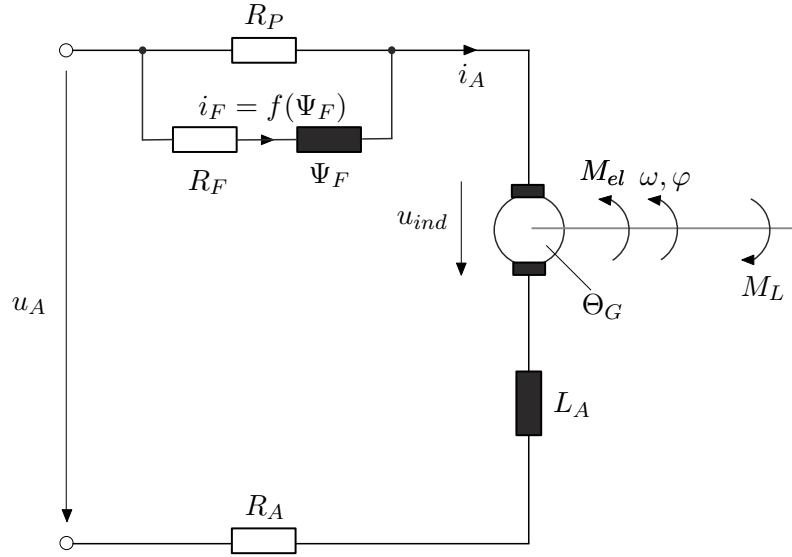 R_P
i_A
i_F = f(Ψ_F)
R_F
Ψ_F
M_el ω, φ
u_ind
M_L
Θ_G
u_A
L_A
R_A